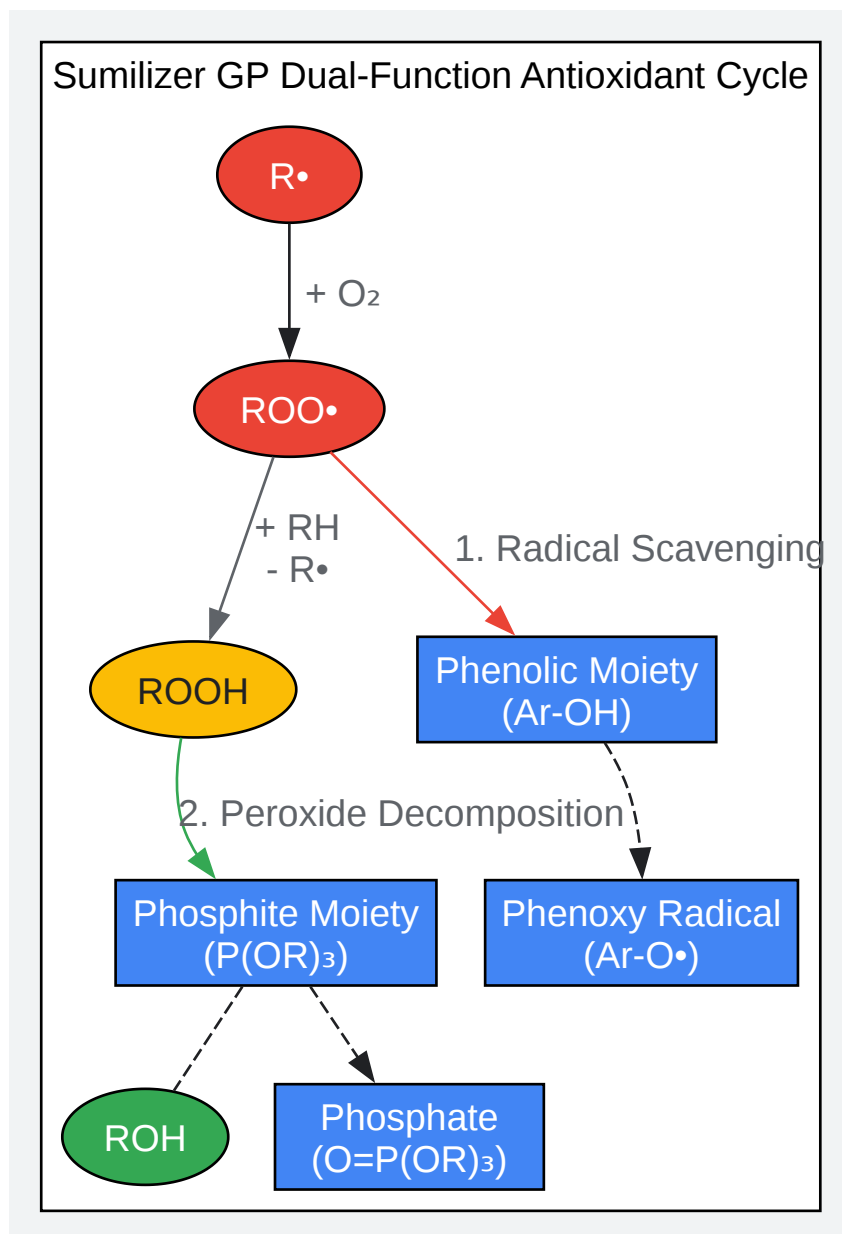 Sumilizer GP Dual-Function Antioxidant Cycle
R•
+ O₂
ROO•
+ RH
- R•
1. Radical Scavenging
ROOH
Phenolic Moiety
(Ar-OH)
2. Peroxide Decomposition
Phosphite Moiety
(P(OR)₃)
Phenoxy Radical
(Ar-O•)
ROH
Phosphate
(O=P(OR)₃)